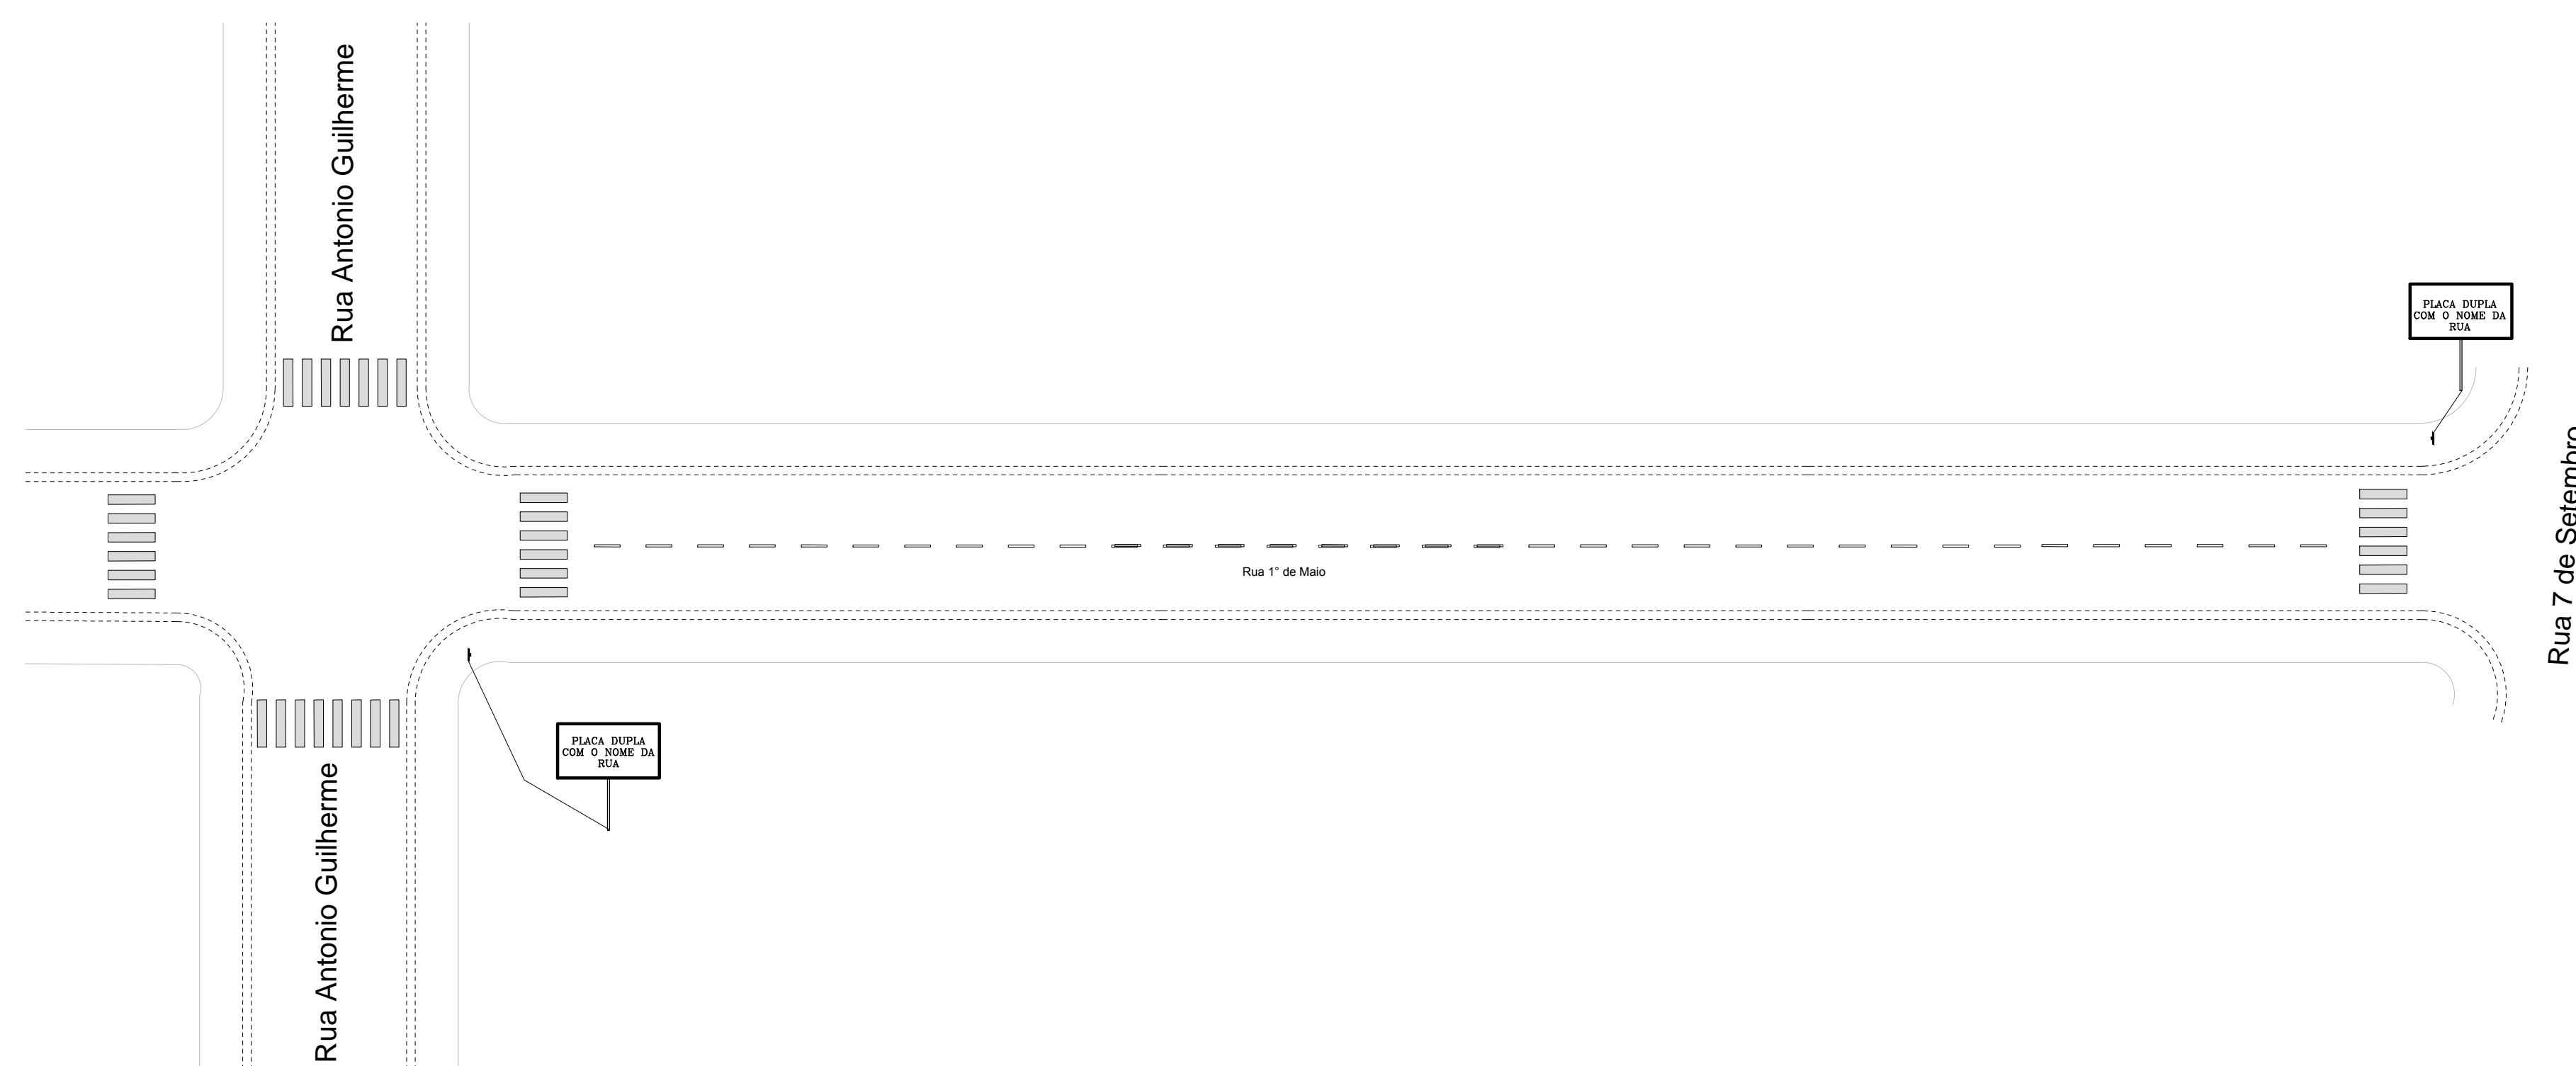 Rua Antonio Guilherme
PLACA DUPLA
COM O NOME DA
RUA
Rua 7 de Setembro
Rua 1° de Maio
PLACA DUPLA
COM O NOME DA
RUA
Rua Antonio Guilherme